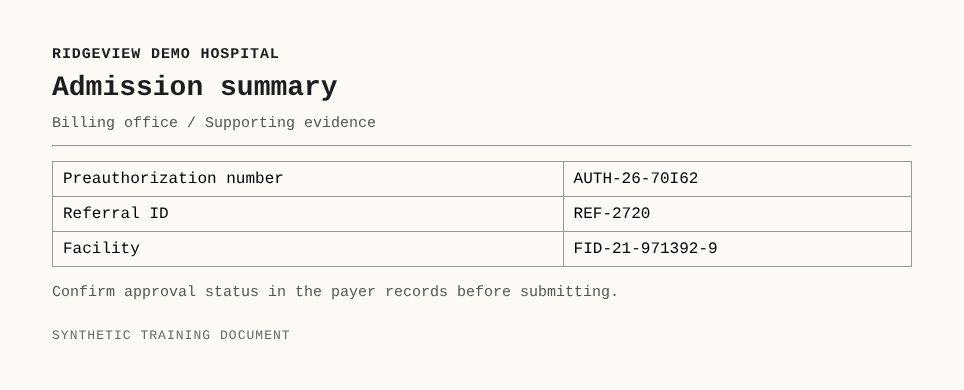 RIDGEVIEW DEMO HOSPITAL
Admission summary
Billing office / Supporting evidence
Preauthorization number AUTH-26-70I62
Referral ID REF-2720
Facility FID-21-971392-9
Confirm approval status in the payer records before submitting.
SYNTHETIC TRAINING DOCUMENT